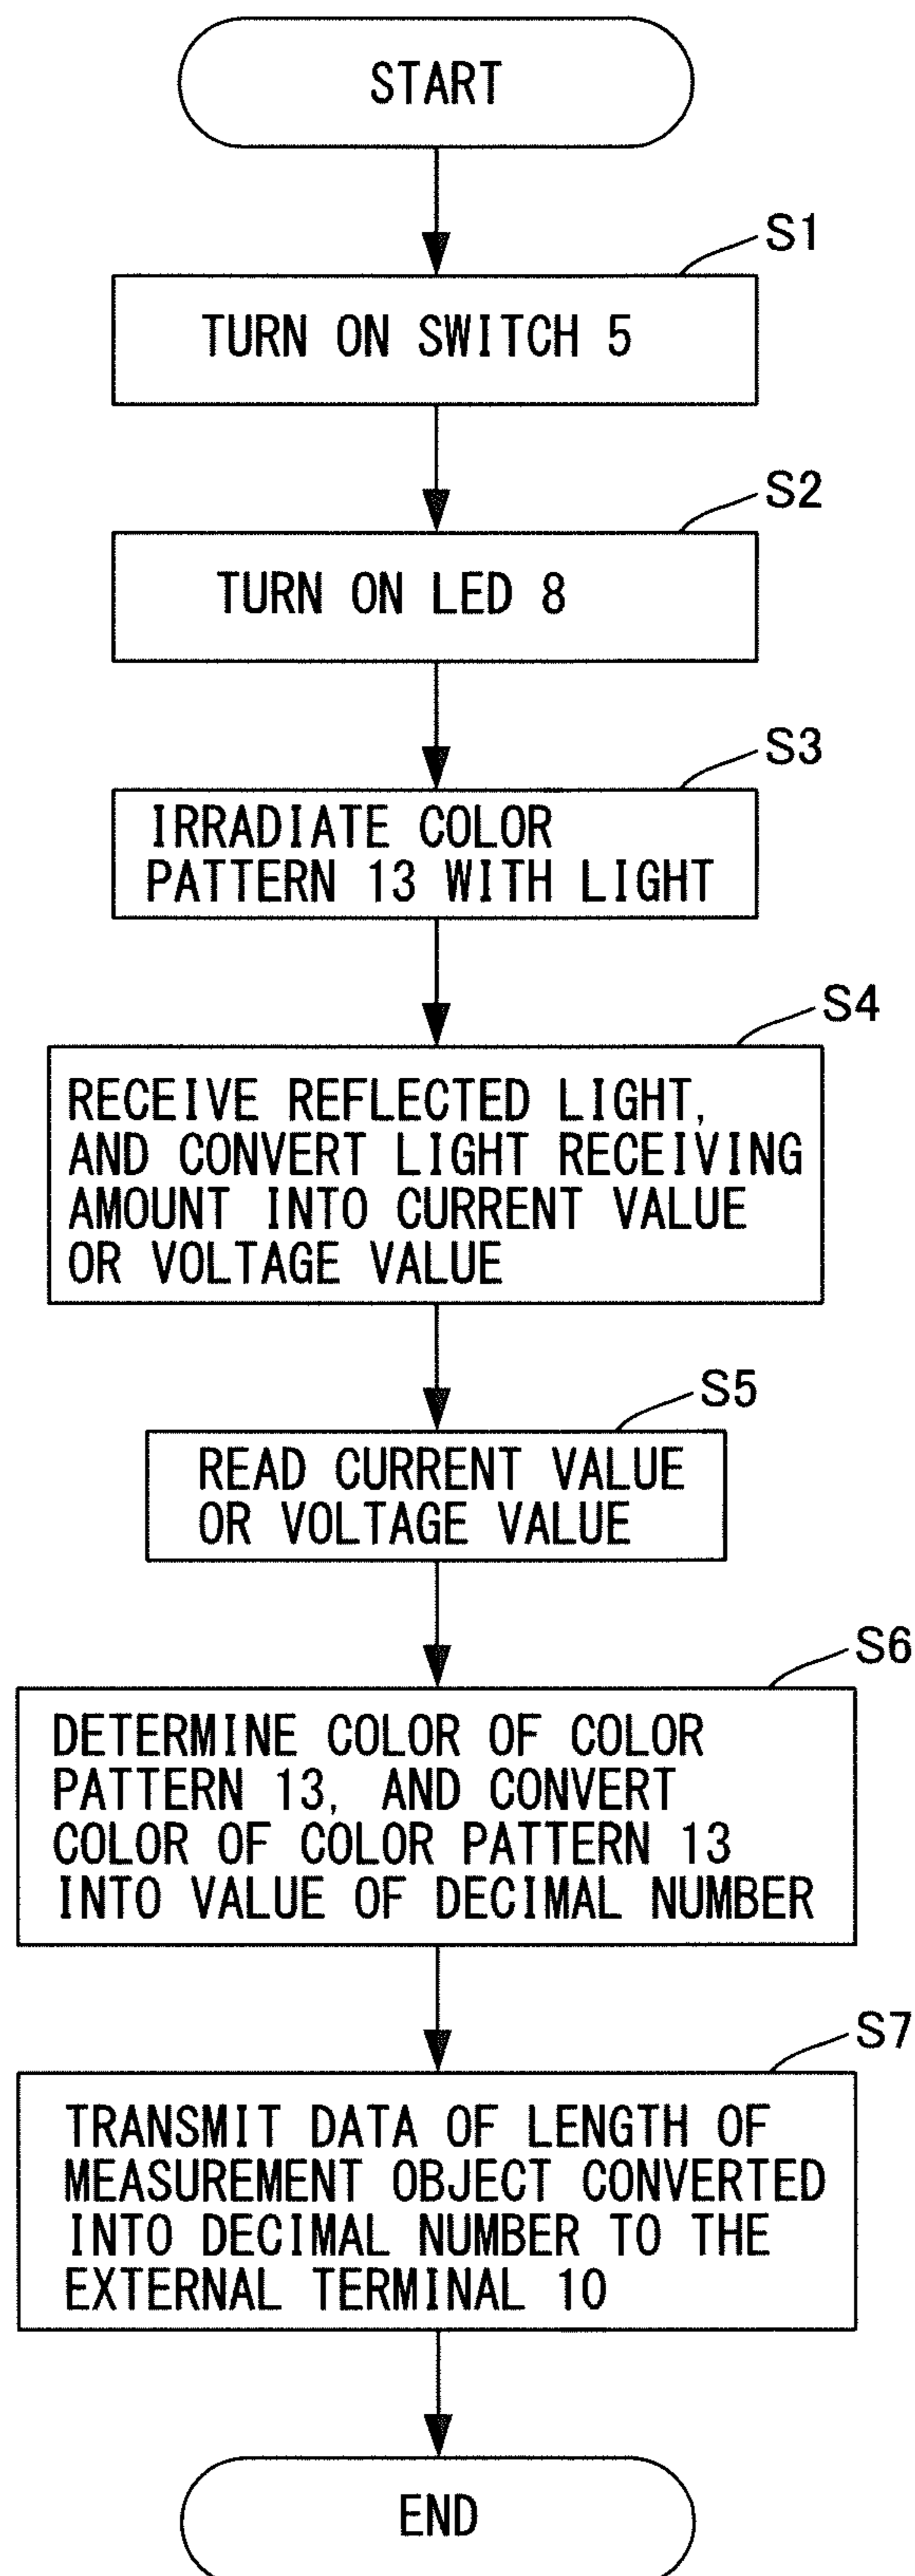 START
S1
TURN ON SWITCH 5
S2
TURN ON LED 8
S3
IRRADIATE COLOR
PATTERN 13 WITH LIGHT
S4
RECEIVE REFLECTED LIGHT,
AND CONVERT LIGHT RECEIVING
AMOUNT INTO CURRENT VALUE
OR VOLTAGE VALUE
S5
READ CURRENT VALUE
OR VOLTAGE VALUE
S6
DETERMINE COLOR OF COLOR
PATTERN 13, AND CONVERT
COLOR OF COLOR PATTERN 13
INTO VALUE OF DECIMAL NUMBER
S7
TRANSMIT DATA OF LENGTH OF
MEASUREMENT OBJECT CONVERTED
INTO DECIMAL NUMBER TO THE
EXTERNAL TERMINAL 10
END